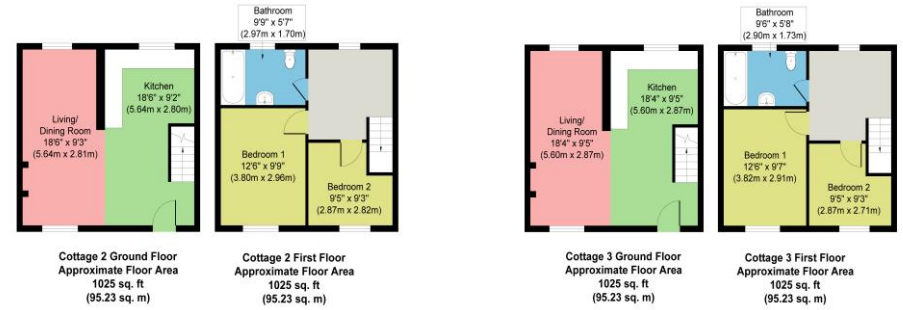 Bathroom
9'9" x 5'7"
(2.97m x 1.70m)
Kitchen
18'6" x 9'2"
(5.64m x 2.80m)
Living/
Dining Room
18'6" x 9'3"
(5.64m x 2.81m)
Bedroom 1
12'6" x 9'9"
(3.80m x 2.96m)
Bedroom 2
9'5" x 9'3"
(2.87m x 2.82m)
Cottage 2 Ground Floor
Approximate Floor Area
1025 sq. ft
(95.23 sq. m)
Cottage 2 First Floor
Approximate Floor Area
1025 sq. ft
(95.23 sq. m)
Bathroom
9'6" x 5'8"
(2.90m x 1.73m)
Kitchen
18'4" x 9'5"
(5.60m x 2.87m)
Living/
Dining Room
18'4" x 9'5"
(5.60m x 2.87m)
Bedroom 1
12'6" x 9'7"
(3.82m x 2.91m)
Bedroom 2
9'5" x 9'3"
(2.87m x 2.71m)
Cottage 3 Ground Floor
Approximate Floor Area
1025 sq. ft
(95.23 sq. m)
Cottage 3 First Floor
Approximate Floor Area
1025 sq. ft
(95.23 sq. m)